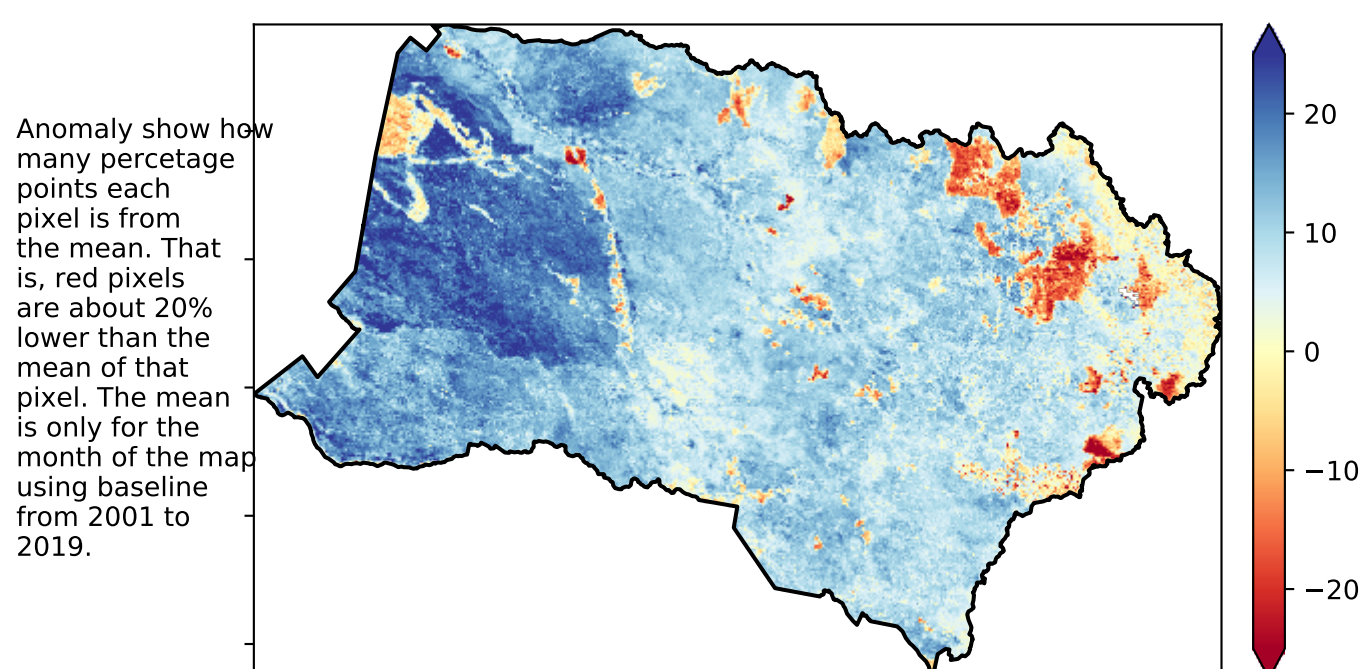 Anomaly show how
many percetage
points each
pixel is from
the mean. That
is, red pixels
are about 20%
lower than the
mean of that
pixel. The mean
is only for the
month of the map
using baseline
from 2001 to
2019.
20
10
0
−10
−20